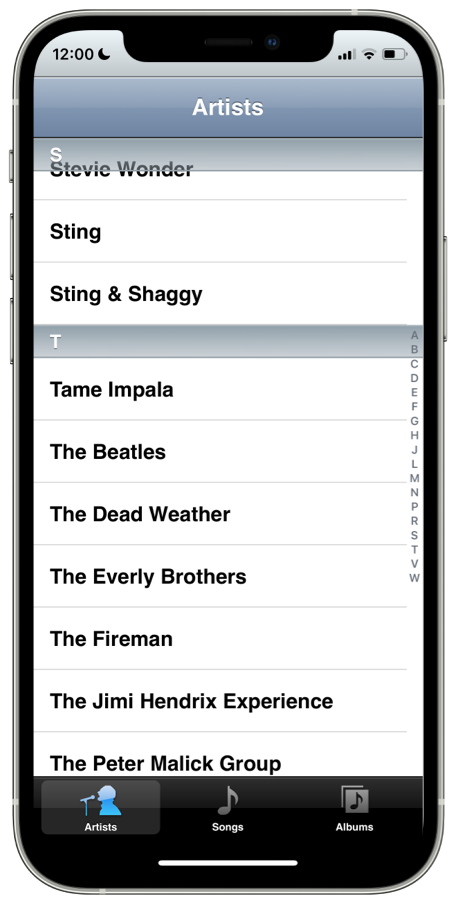 12:00
Artists
S
Stevie Wonder
Sting
Sting & Shaggy
T
Tame Impala
The Beatles
The Dead Weather
The Everly Brothers
The Fireman
The Jimi Hendrix Experience
The Peter Malick Group
A
B
C
D
E
F
G
H
J
L
M
N
P
R
S
T
V
W
Artists
Songs
Albums